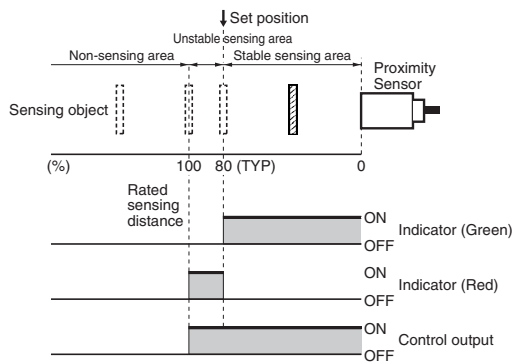 Set position
Unstable sensing area
Non-sensing area
Stable sensing area
Proximity
Sensor
Sensing object
(%)
100
80 (TYP)
0
Rated
sensing
distance
ON
Indicator (Green)
OFF
ON
Indicator (Red)
OFF
ON
Control output
OFF